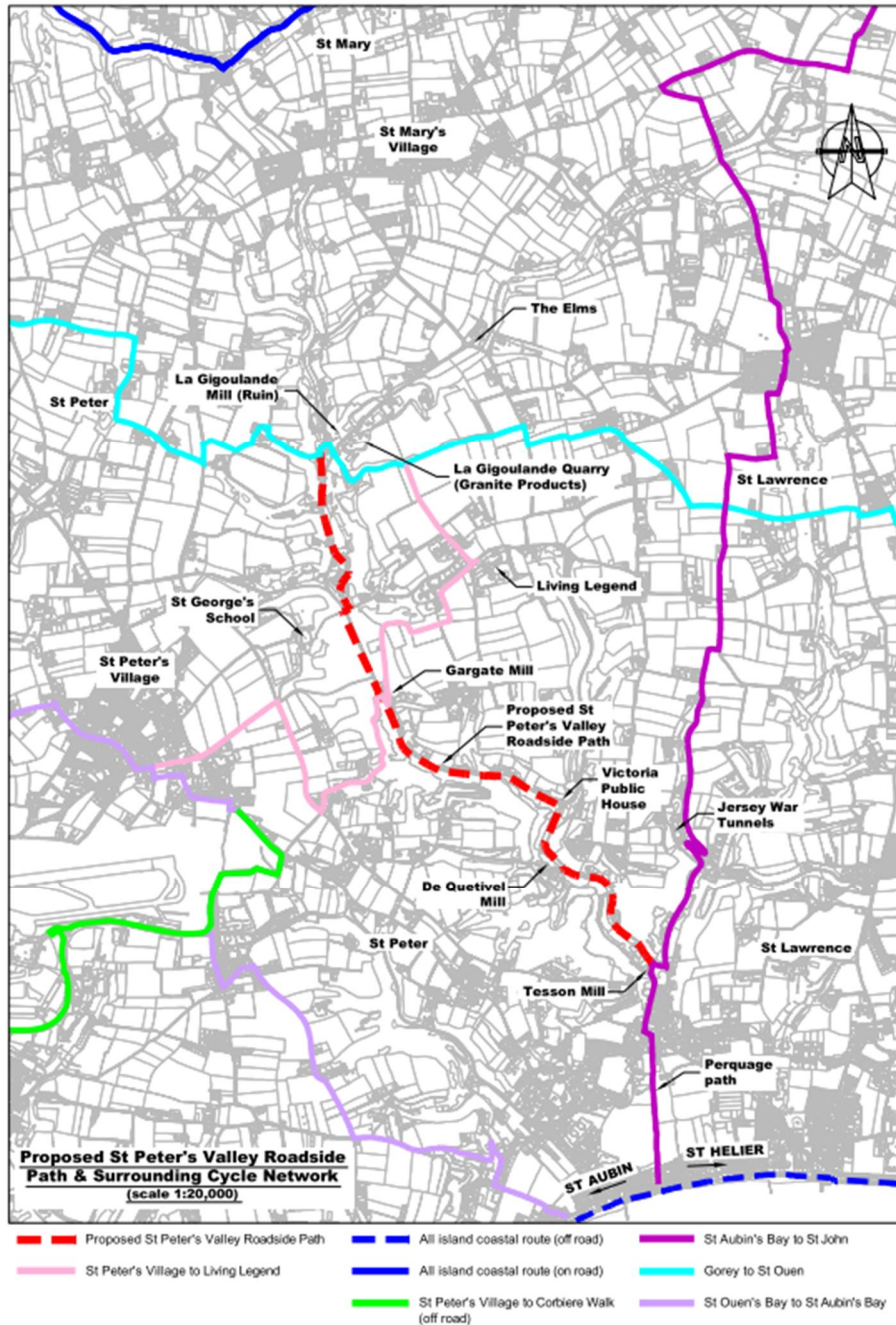 St Mary
St Mary's
Village
N
The Elms
La Gigoulande
Mill (Ruin)
St Peter
La Gigoulande Quarry
(Granite Products)
St Lawrence
Living Legend
St George's
School
St Peter's
Village
Gargate Mill
Proposed St
Peter's Valley
Roadside Path
Victoria
Public
House
Jersey War
Tunnels
De Quetivel
Mill
St Peter
St Lawrence
Tesson Mill
Perquage
path
Proposed St Peter's Valley Roadside
Path & Surrounding Cycle Network
(scale 1:20,000)
ST AUBIN
ST HELIER
Proposed St Peter's Valley Roadside Path
St Peter's Village to Living Legend
All island coastal route (off road)
All island coastal route (on road)
St Peter's Village to Corbiere Walk
(off road)
St Aubin's Bay to St John
Gorey to St Ouen
St Ouen's Bay to St Aubin's Bay